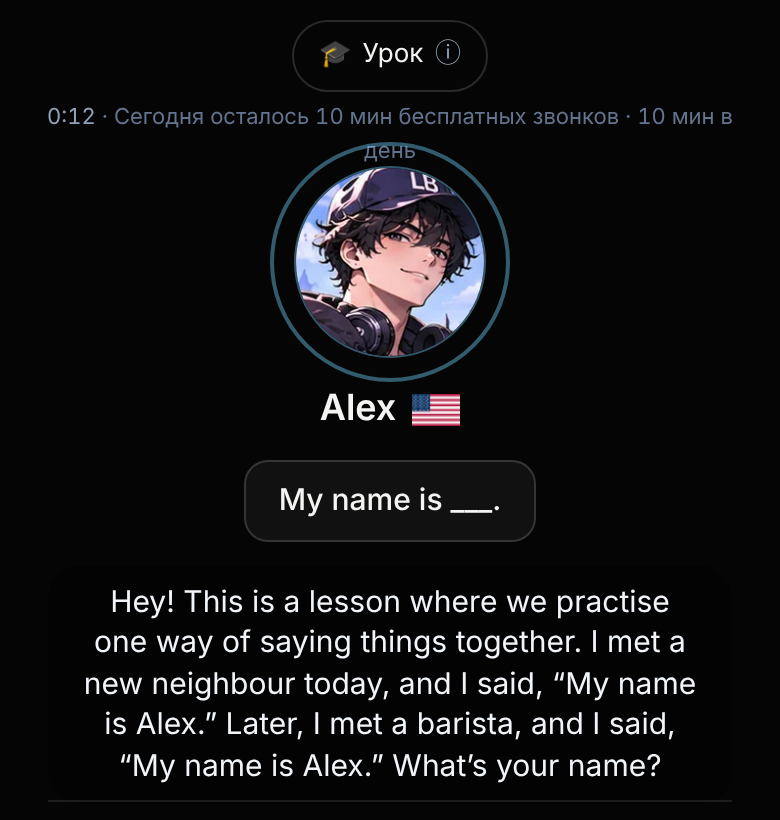 🎓 Урок ⓘ
0:12 · Сегодня осталось 10 мин бесплатных звонков · 10 мин в
день
LB
Alex 🇺🇸
My name is ___.
Hey! This is a lesson where we practise
one way of saying things together. I met a
new neighbour today, and I said, “My name
is Alex.” Later, I met a barista, and I said,
“My name is Alex.” What’s your name?